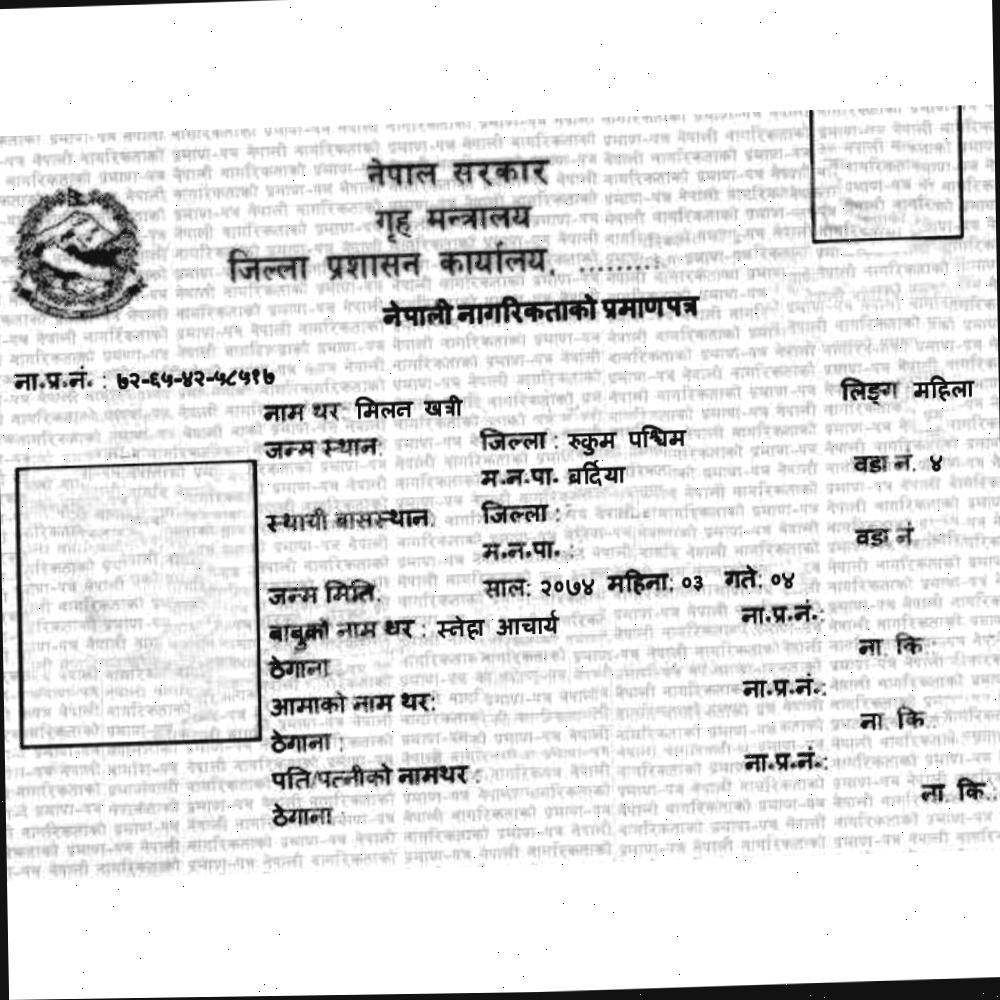 नेपाल सरकार
गृह मन्त्रालय
जिल्ला प्रशासन कार्यालय, .........
नेपाली नागरिकताको प्रमाणपत्र
ना.प्र.नं. : ७२-६५-४२-५८५१७
नाम थर: मिलन खत्री लिङ्ग महिला
जन्म स्थान: जिल्ला : रुकुम पश्चिम
म.न.पा. बर्दिया वडा नं. ४
स्थायी बासस्थान: जिल्ला :
म.न.पा. : वडा नं
जन्म मिति: साल: २०७४ महिना: ०३ गते: ०४
बाबुको नाम थर : स्नेहा आचार्य ना.प्र.नं.:
ठेगाना ना. कि.:
आमाको नाम थर: ना.प्र.नं.:
ठेगाना : ना. कि.:
पति/पत्नीको नामथर : ना.प्र.नं.:
ठेगाना : ना. कि.: